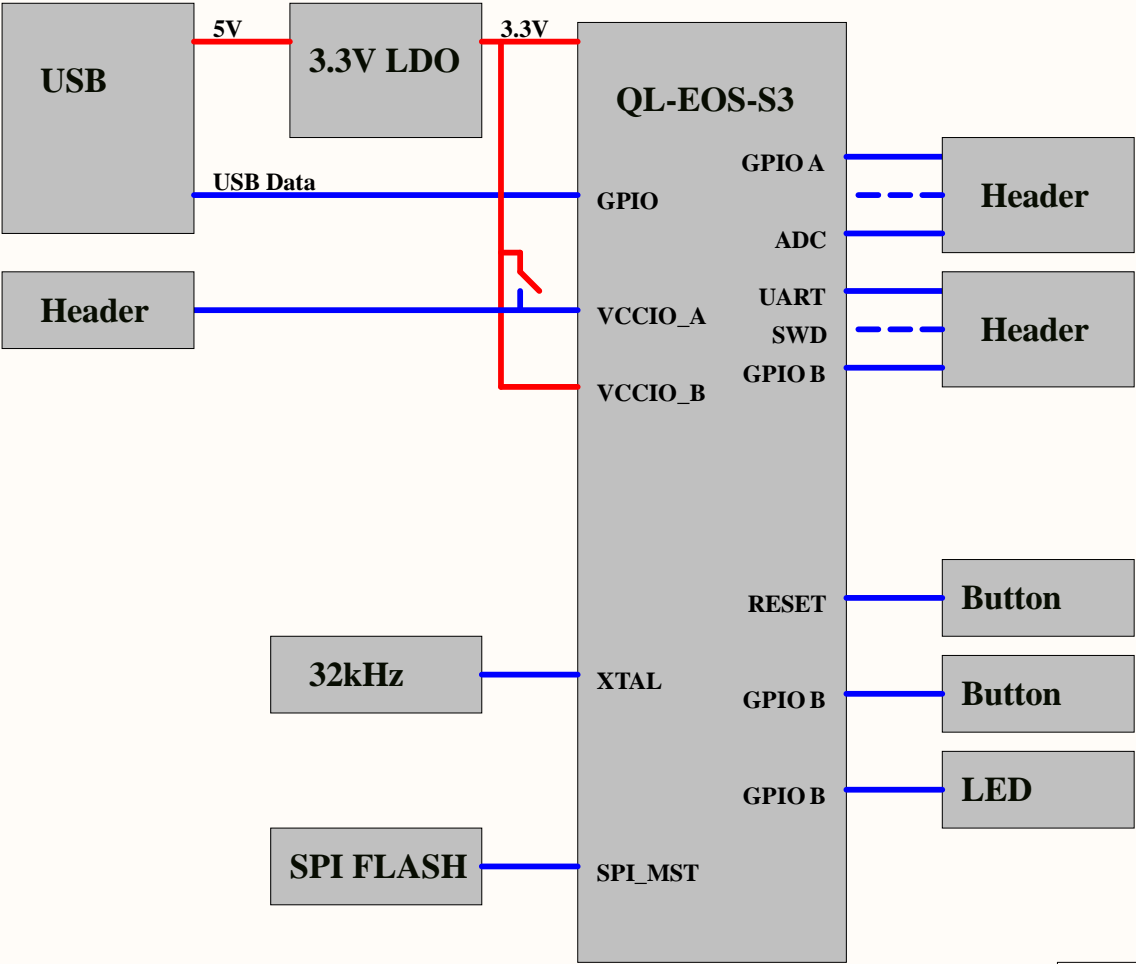 5V
3.3V
USB
3.3V LDO
QL-EOS-S3
GPIO A
USB Data
GPIO
Header
ADC
Header
VCCIO_A
UART
SWD
Header
GPIO B
VCCIO_B
RESET
Button
32kHz
XTAL
GPIO B
Button
GPIO B
LED
SPI FLASH
SPI_MST